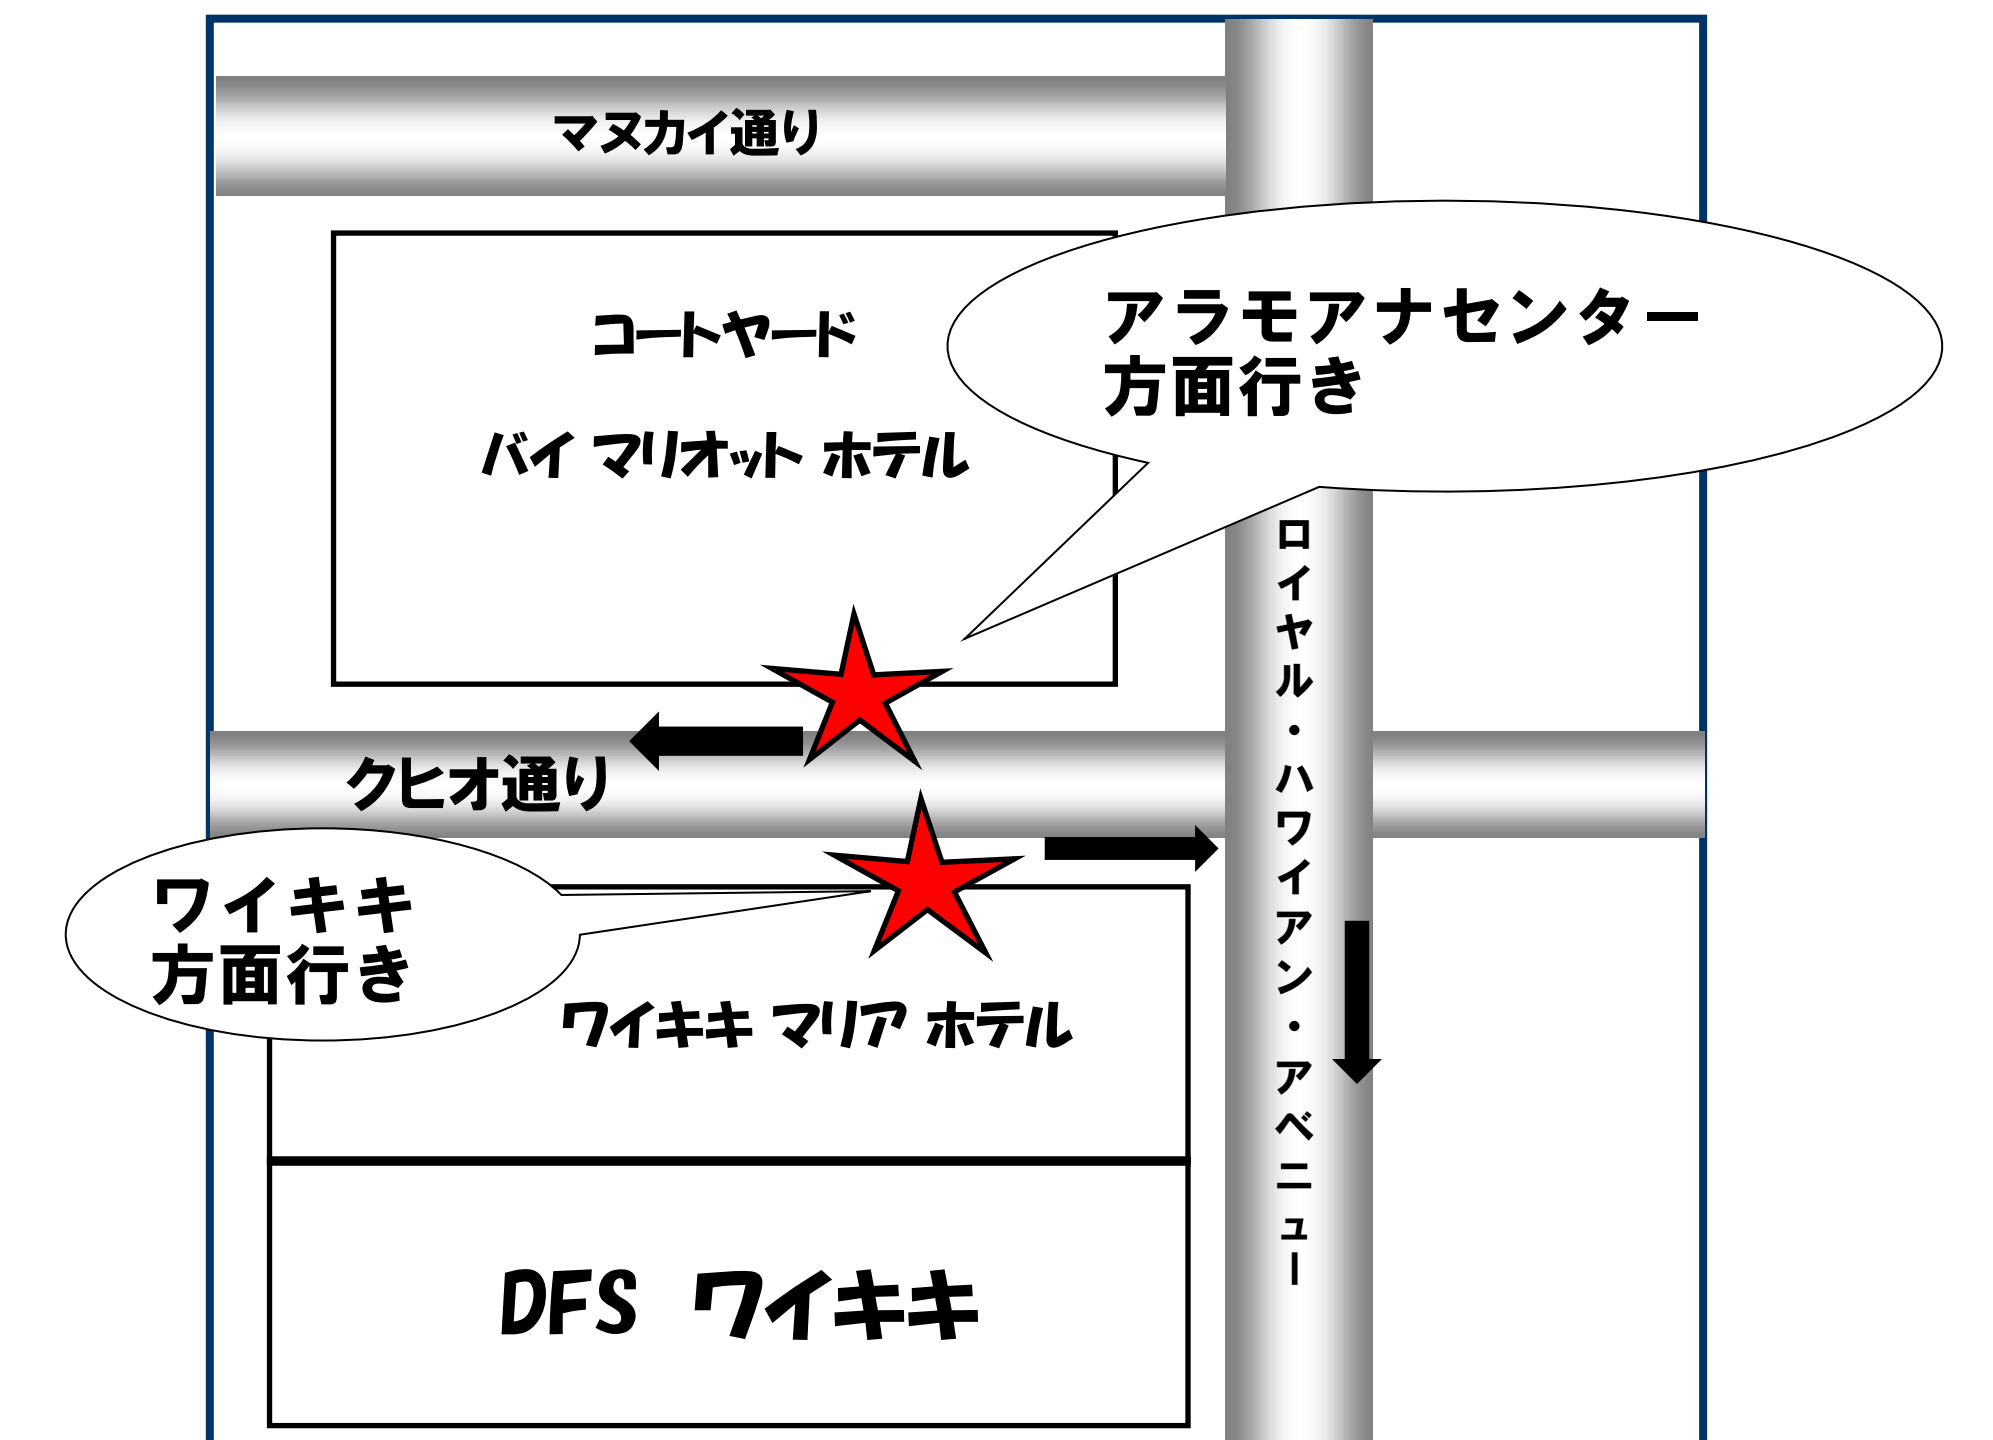 マヌカイ通り
コートヤード
バイ マリオット ホテル
アラモアナセンター
方面行き
ロイヤル・ハワイアン・アベニュー
クヒオ通り
ワイキキ
方面行き
ワイキキ マリア ホテル
DFS ワイキキ